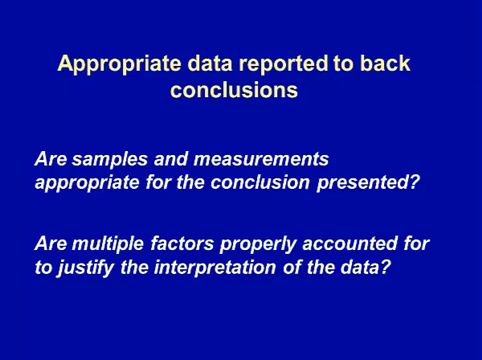 Appropriate data reported to back
conclusions
Are samples and measurements
appropriate for the conclusion presented?
Are multiple factors properly accounted for
to justify the interpretation of the data?